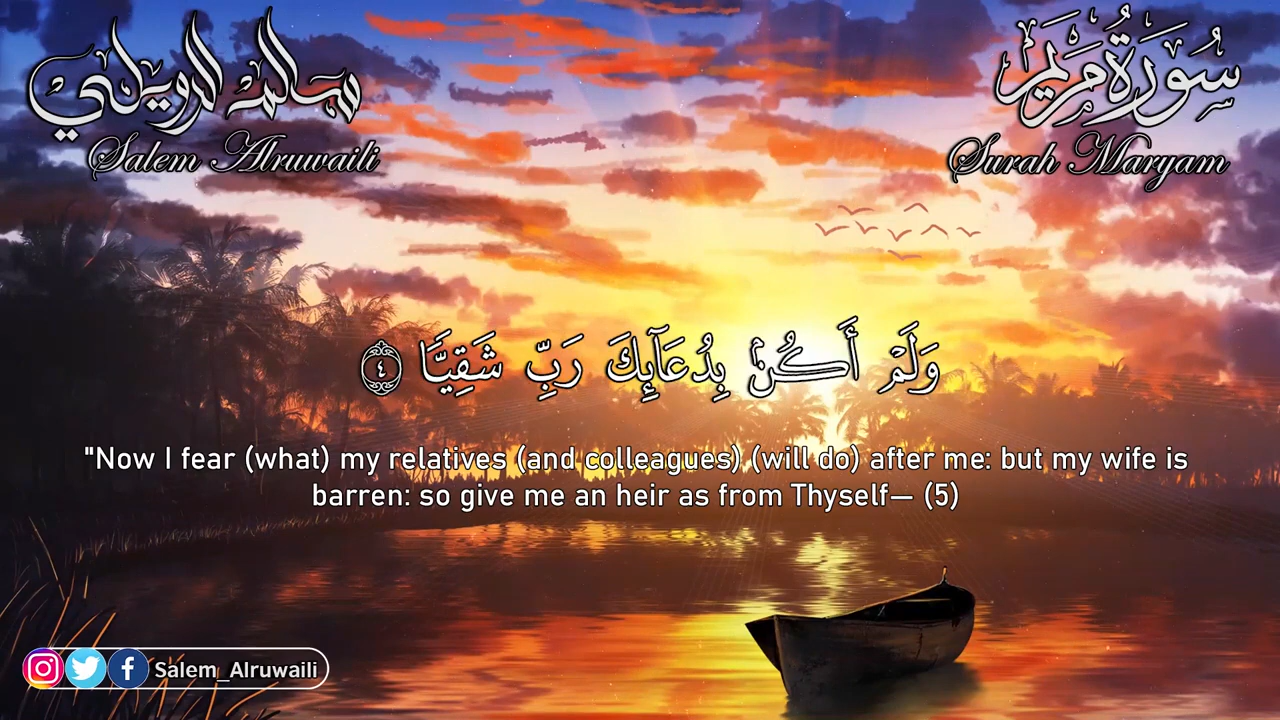 سالم الرويلي
Salem Alruwaili
سورة مريم
Surah Maryam
وَلَمْ أَكُنۢ بِدُعَآئِكَ رَبِّ شَقِيًّا ٤
"Now I fear (what) my relatives (and colleagues) (will do) after me: but my wife is
barren: so give me an heir as from Thyself— (5)
Salem_Alruwaili